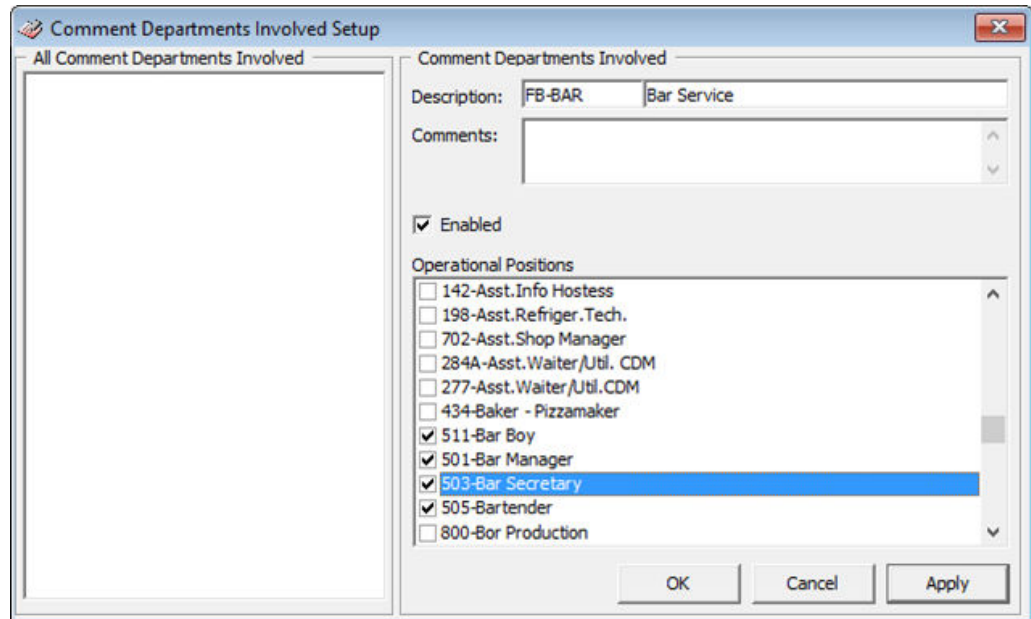 Comment Departments Involved Setup
All Comment Departments Involved
Comment Departments Involved
Description: FB-BAR Bar Service
Comments:
Enabled
Operational Positions
142-Asst.Info Hostess
198-Asst.Refriger.Tech.
702-Asst.Shop Manager
284A-Asst.Waiter/Util. CDM
277-Asst.Waiter/Util.CDM
434-Baker - Pizzamaker
511-Bar Boy
501-Bar Manager
503-Bar Secretary
505-Bartender
800-Bor Production
OK Cancel Apply